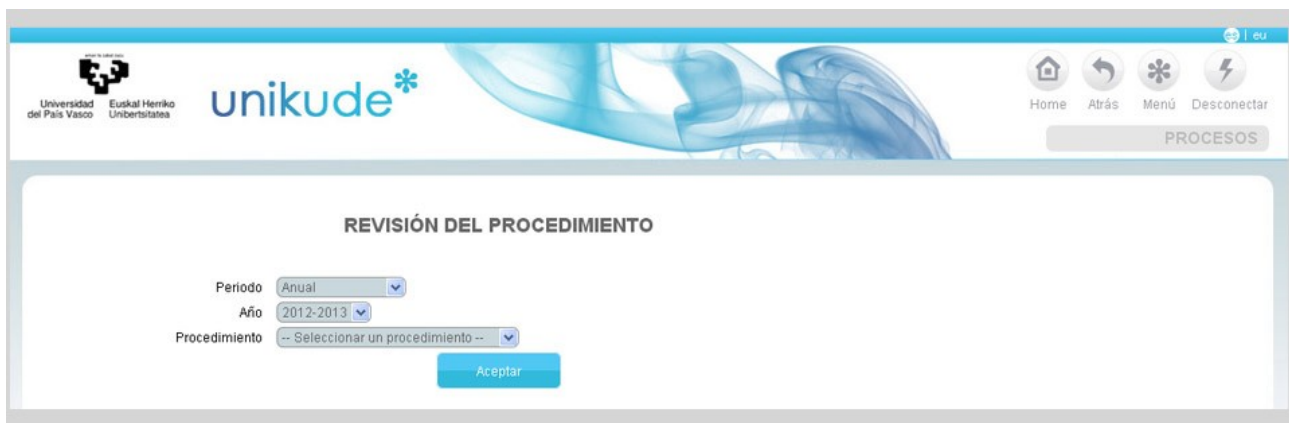 es | eu
Universidad del País Vasco
Euskal Herriko Unibertsitatea
unikude*
Home Atrás Menú Desconectar
PROCESOS
REVISIÓN DEL PROCEDIMIENTO
Periodo Anual
Año 2012-2013
Procedimiento -- Seleccionar un procedimiento --
Aceptar